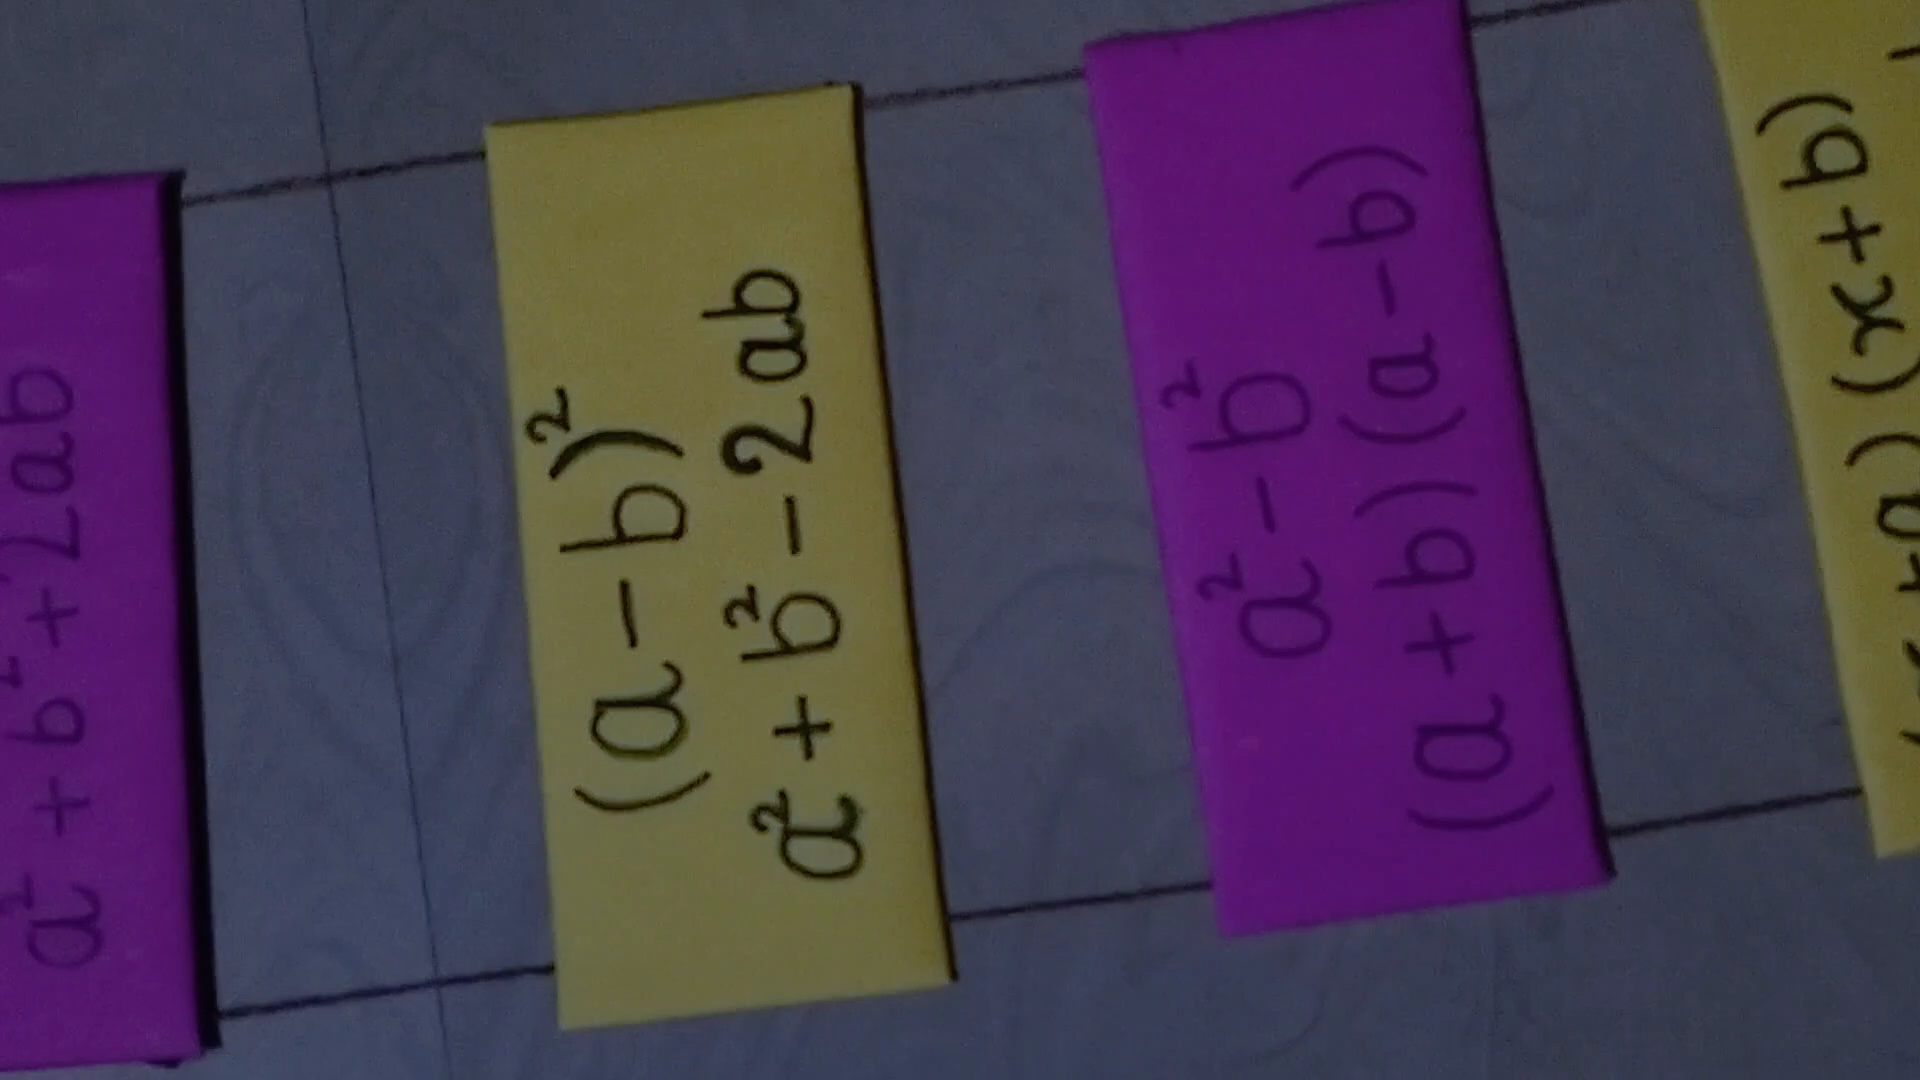 a² + b² + 2ab
(a - b)²
a² + b² - 2ab
a² - b²
(a + b) (a - b)
(x + a) (x + b)